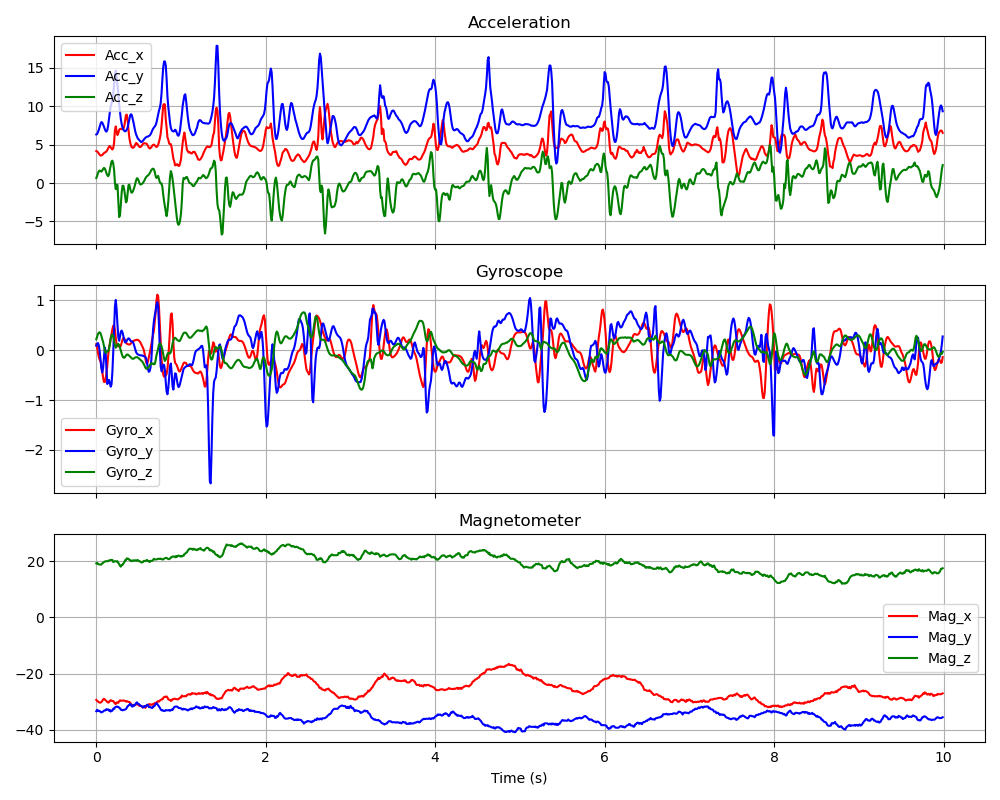 Acceleration
15
10
5
0
−5
Acc_x
Acc_y
Acc_z
Gyroscope
1
0
−1
−2
Gyro_x
Gyro_y
Gyro_z
Magnetometer
20
0
−20
−40
Mag_x
Mag_y
Mag_z
0 2 4 6 8 10
Time (s)